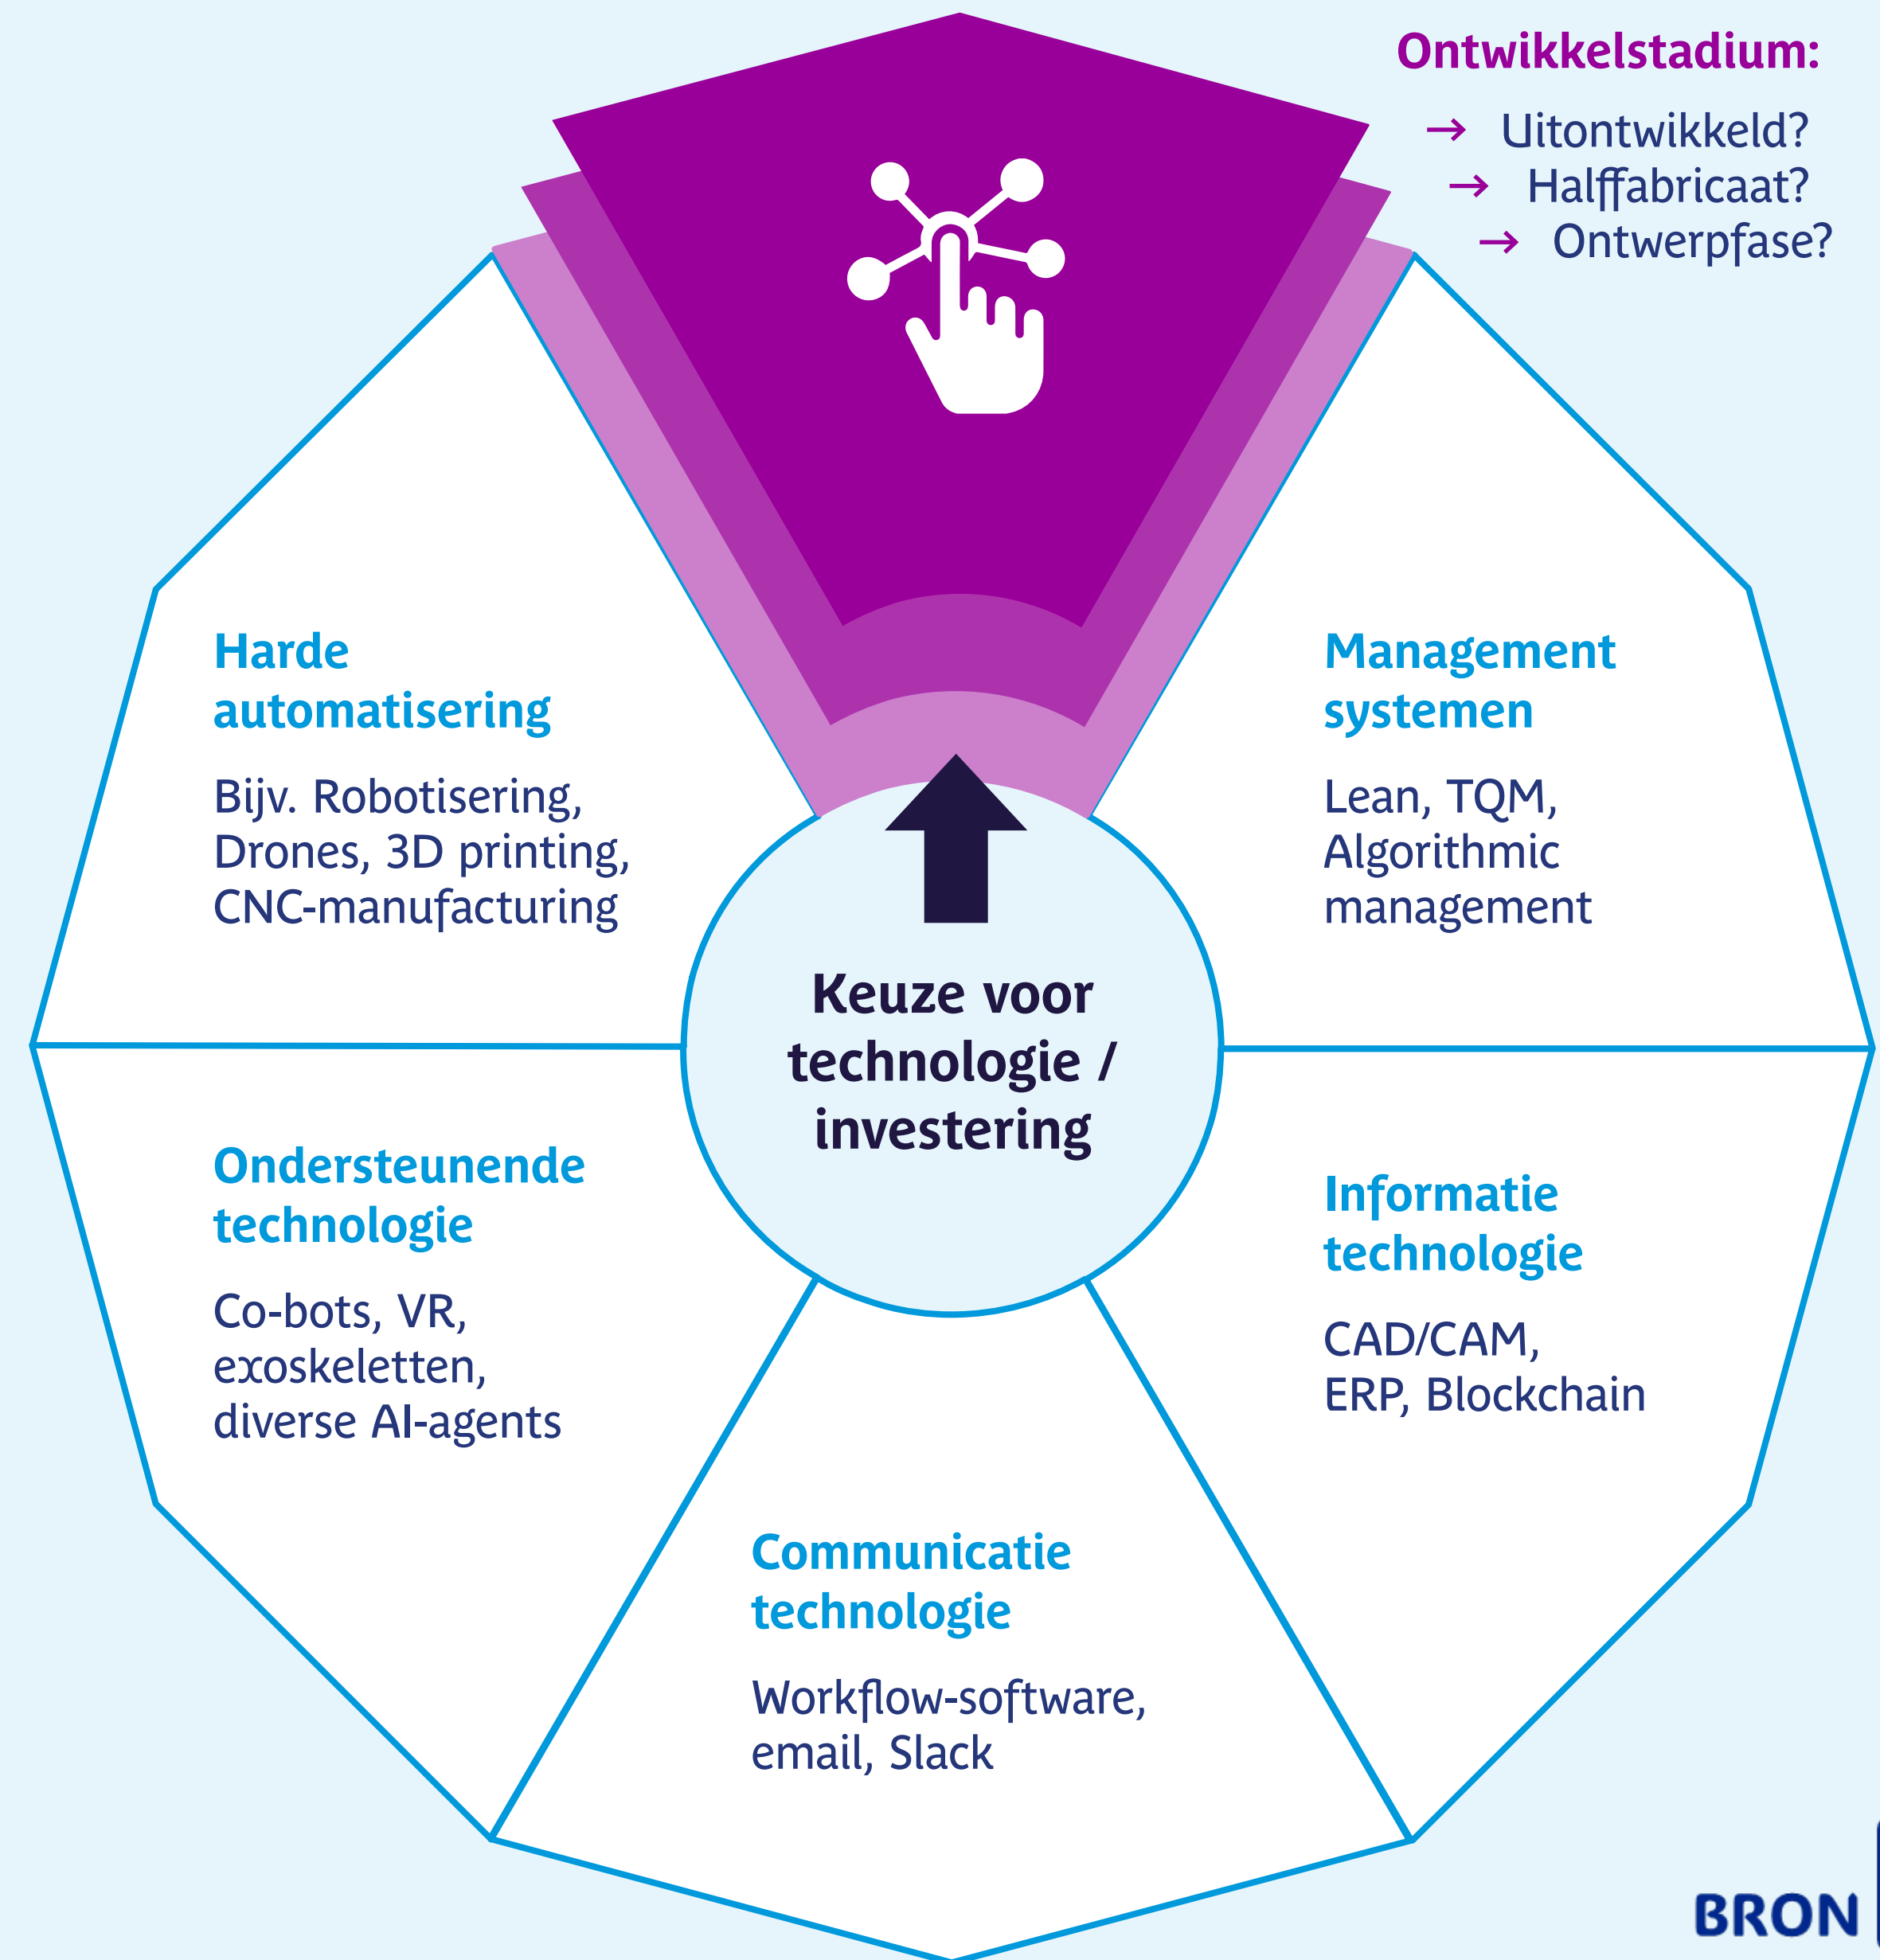 Ontwikkelstadium:
→ Uitontwikkeld?
→ Halffabricaat?
→ Ontwerpfase?
Harde
automatisering
Bijv. Robotisering,
Drones, 3D printing,
CNC-manufacturing
Management
systemen
Lean, TQM,
Algorithmic
management
Keuze voor
technologie /
investering
Ondersteunende
technologie
Co-bots, VR,
exoskeletten,
diverse AI-agents
Informatie
technologie
CAD/CAM,
ERP, Blockchain
Communicatie
technologie
Workflow-software,
email, Slack
BRON